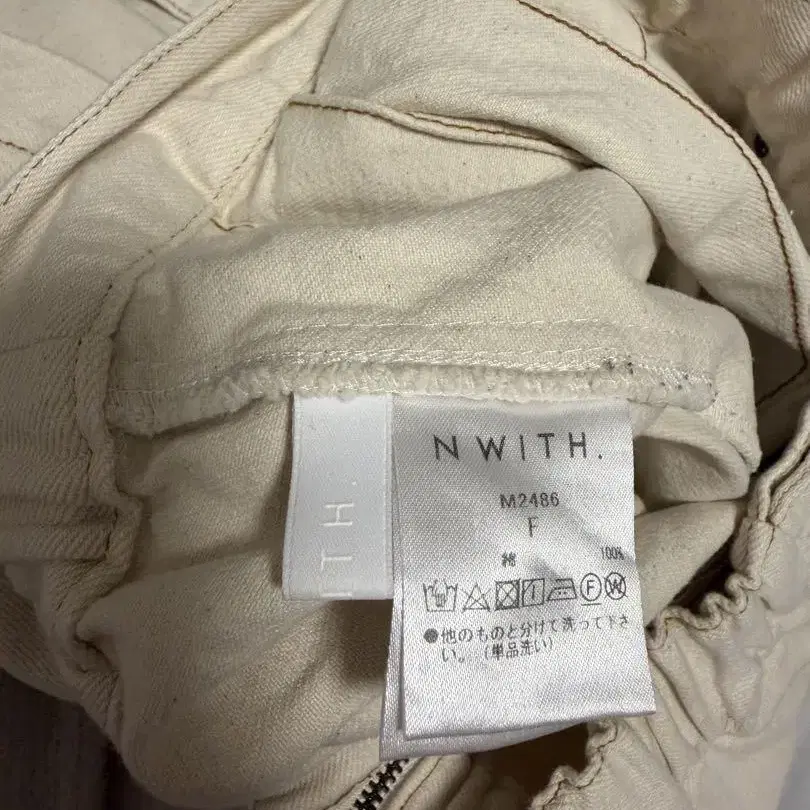 N WITH.
M2486
F
綿 100%
F W
●他のものと分けて洗って下さ
い。(単品洗い)
ITH.